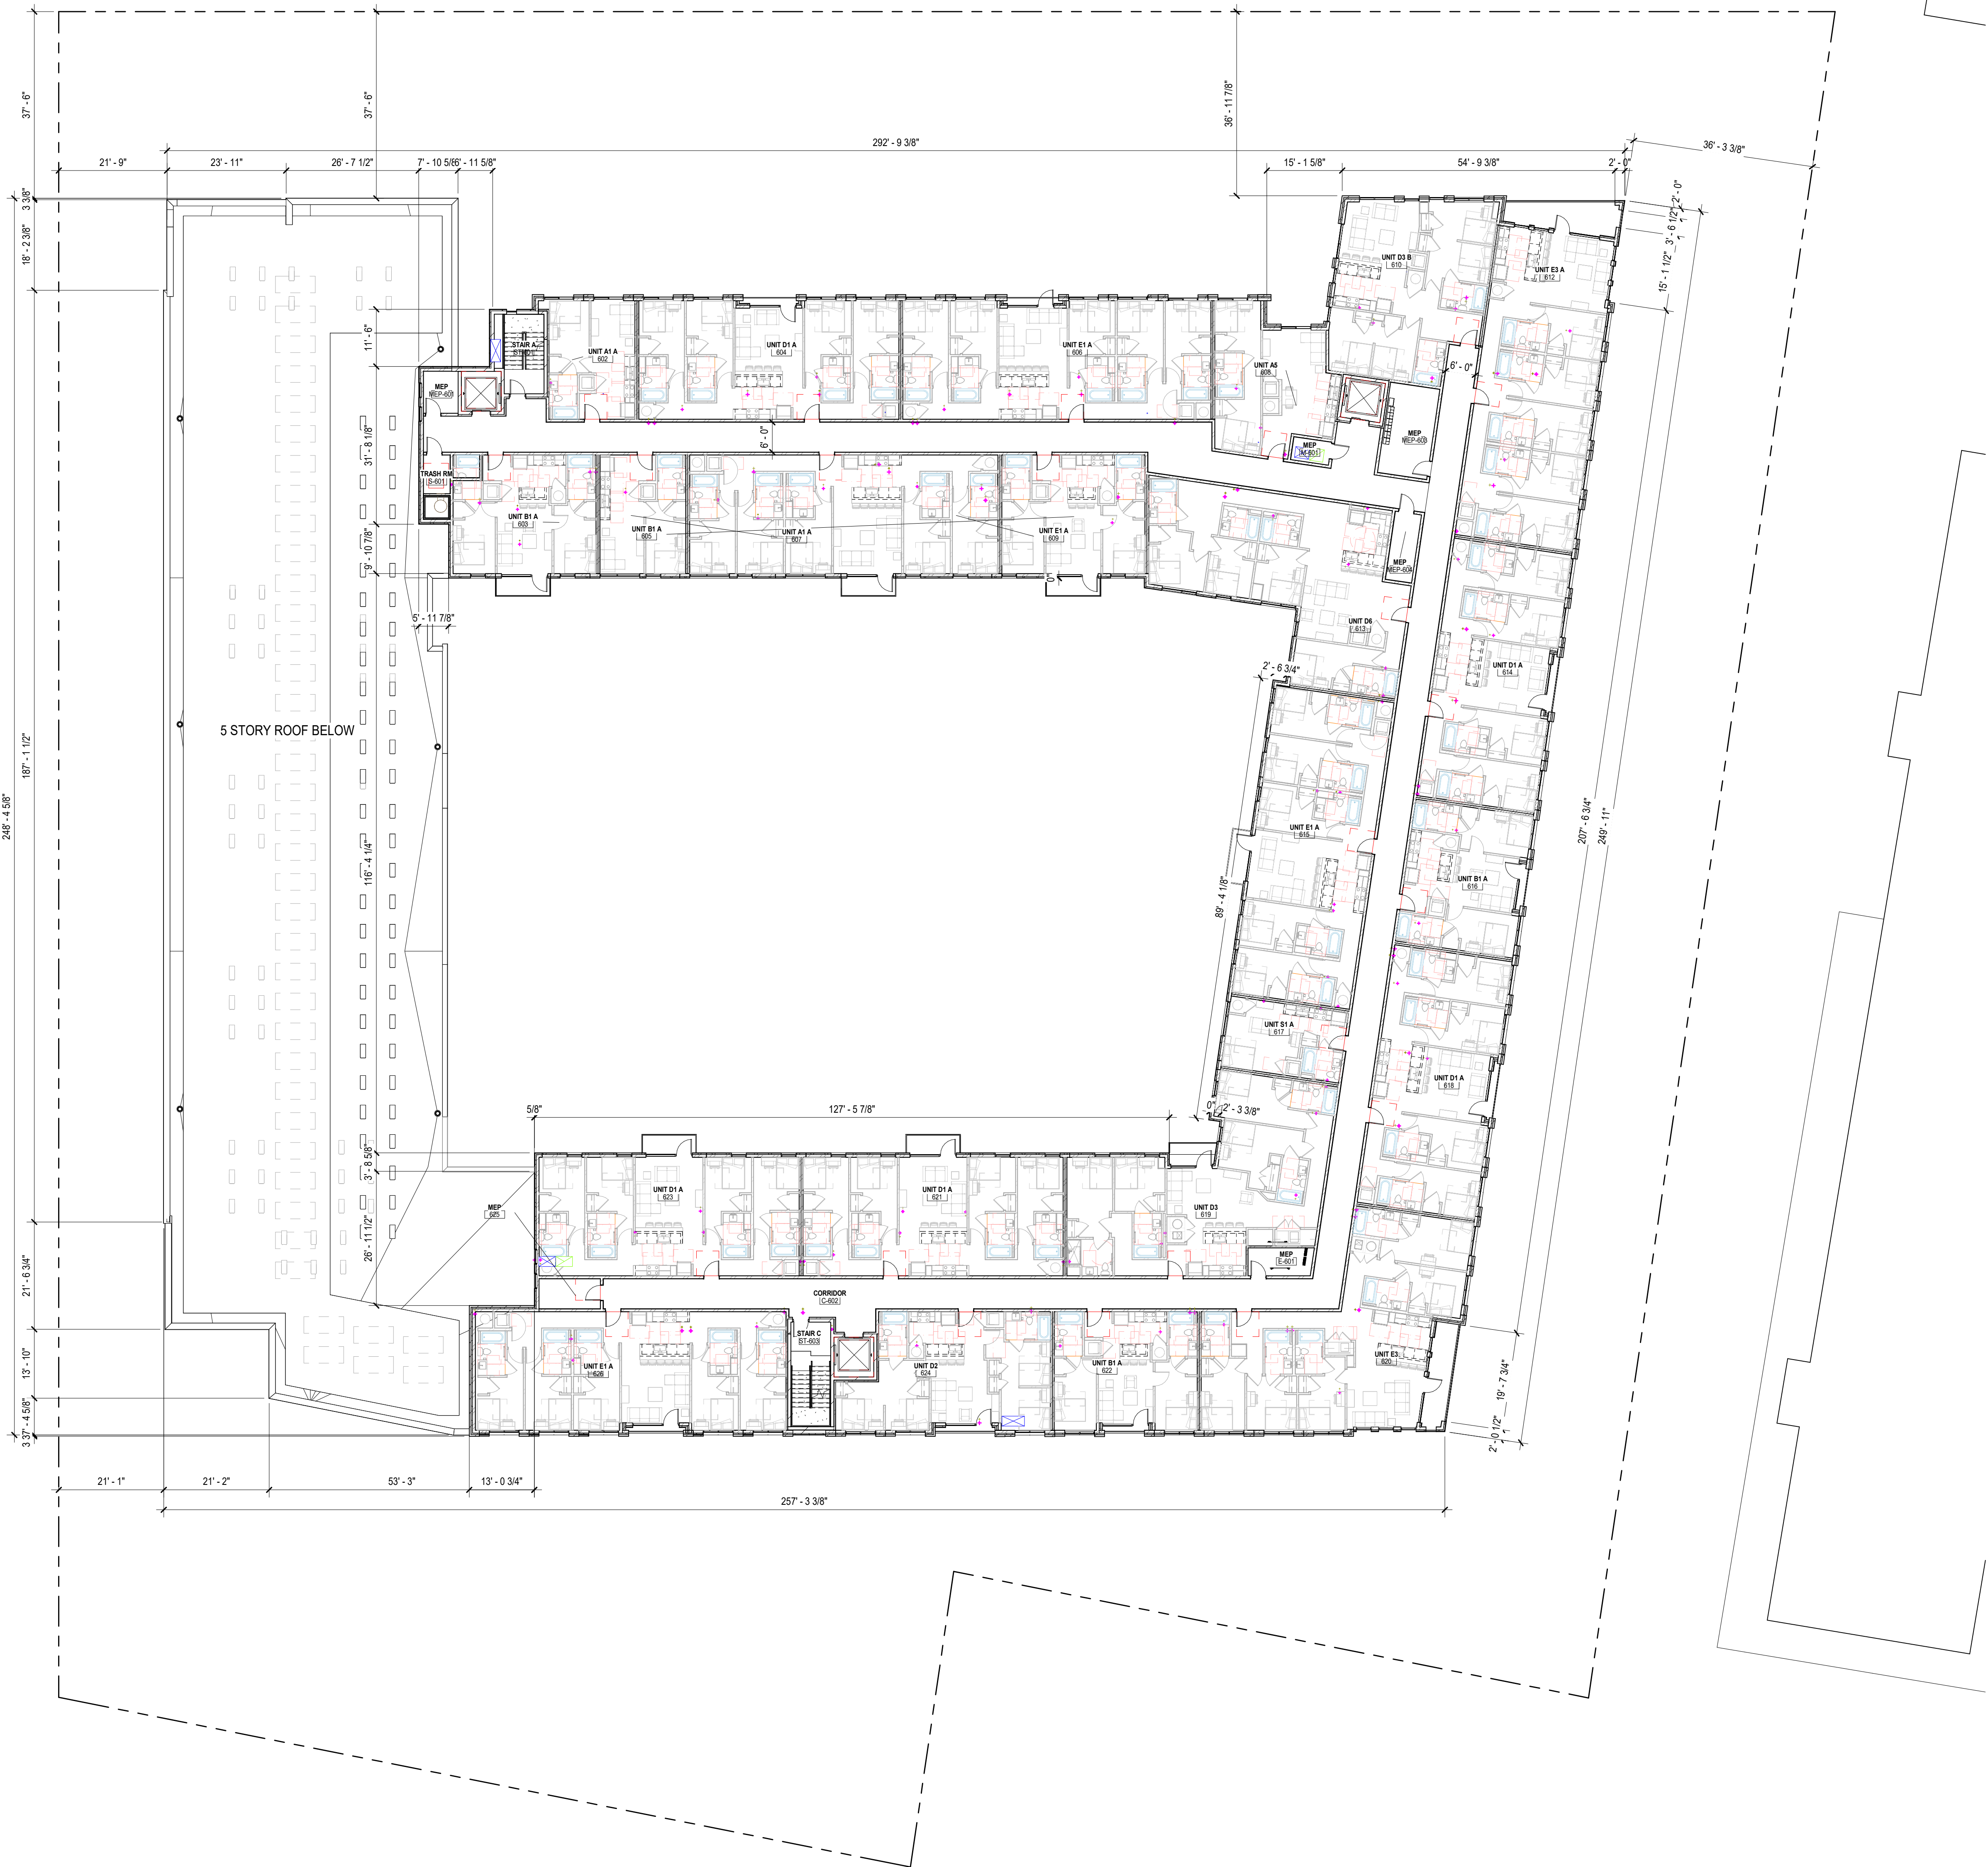 37' - 6"
37' - 6"
36' - 11 7/8"
292' - 9 3/8"
36' - 3 3/8"
21' - 9"
23' - 11"
26' - 7 1/2"
7' - 10 5/8"
6' - 11 5/8"
15' - 1 5/8"
54' - 9 3/8"
2' - 0"
3 3/8"
18' - 2 3/8"
2' - 0"
3' - 6 1/2"
15' - 1 1/2"
UNIT D3 B
610
UNIT E3 A
612
11' - 6"
STAIR A
UNIT A1 A
602
UNIT D1 A
604
UNIT E1 A
606
UNIT A5
608
6' - 0"
MEP
MEP-601
6' - 0"
MEP
MEP-603
MEP
M-601
31' - 8 1/8"
TRASH RM
S-601
UNIT B1 A
603
UNIT B1 A
605
UNIT A1 A
607
UNIT E1 A
609
9' - 10 7/8"
MEP
MEP-604
0"
5' - 11 7/8"
UNIT D6
613
2' - 6 3/4"
UNIT D1 A
614
5 STORY ROOF BELOW
187' - 1 1/2"
248' - 4 5/8"
116' - 4 1/4"
UNIT E1 A
615
207' - 6 3/4"
249' - 11"
89' - 4 1/8"
UNIT B1 A
616
UNIT S1 A
617
UNIT D1 A
618
5/8"
127' - 5 7/8"
0"
2' - 3 3/8"
3' - 8 5/8"
UNIT D1 A
623
UNIT D1 A
621
UNIT D3
619
MEP
625
26' - 11 1/2"
MEP
E-601
21' - 6 3/4"
CORRIDOR
C-602
STAIR C
ST-603
UNIT E1 A
626
UNIT D2
624
UNIT B1 A
622
UNIT E3
620
13' - 10"
19' - 7 3/4"
2' - 0 1/2"
37' - 4 5/8"
3
21' - 1"
21' - 2"
53' - 3"
13' - 0 3/4"
257' - 3 3/8"